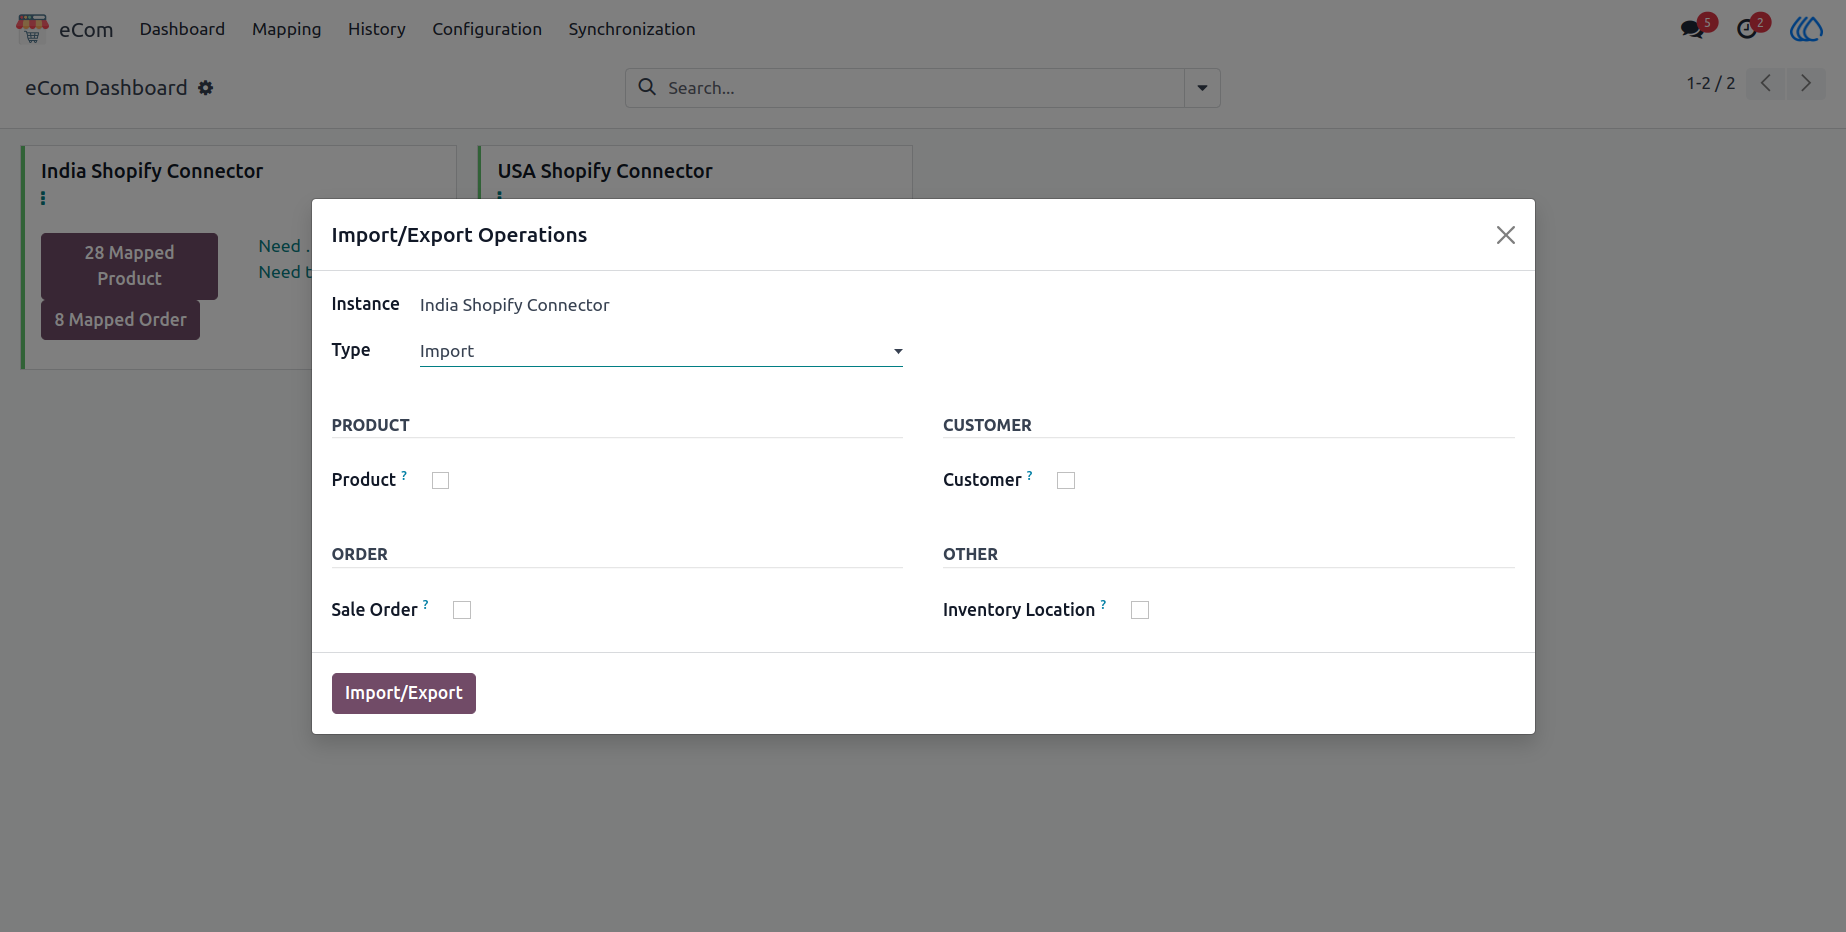 eCom Dashboard Mapping History Configuration Synchronization 5 2
eCom Dashboard Search... 1-2 / 2
India Shopify Connector USA Shopify Connector
28 Mapped
Product
8 Mapped Order
Need .
Need t
Import/Export Operations
Instance India Shopify Connector
Type Import
PRODUCT CUSTOMER
Product ? Customer ?
ORDER OTHER
Sale Order ? Inventory Location ?
Import/Export